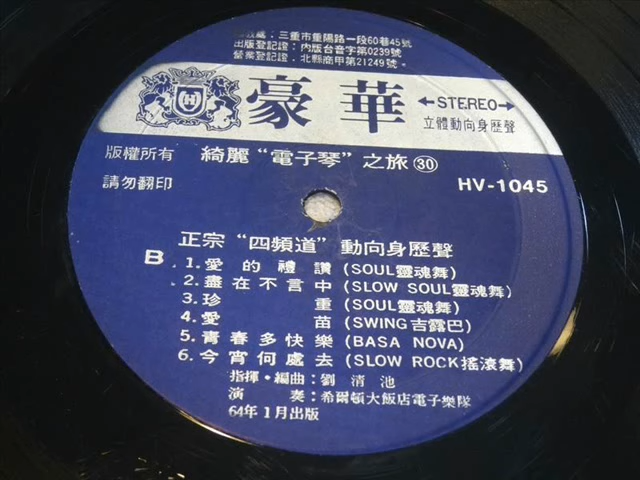 三重市重陽路一段60巷45號
出版登記證：內版台音字第0239號
營業登記證：北縣商甲第21249號
H
豪華
STEREO
立體動向身歷聲
版權所有 綺麗“電子琴”之旅㉚
請勿翻印
HV-1045
正宗“四頻道”動向身歷聲
B
1.愛的禮讚(SOUL靈魂舞)
2.盡在不言中(SLOW SOUL靈魂舞)
3.珍重(SOUL靈魂舞)
4.愛苗(SWING吉露巴)
5.青春多快樂(BASA NOVA)
6.今宵何處去(SLOW ROCK搖滾舞)
指揮・編曲：劉清池
演奏：希爾頓大飯店電子樂隊
64年1月出版